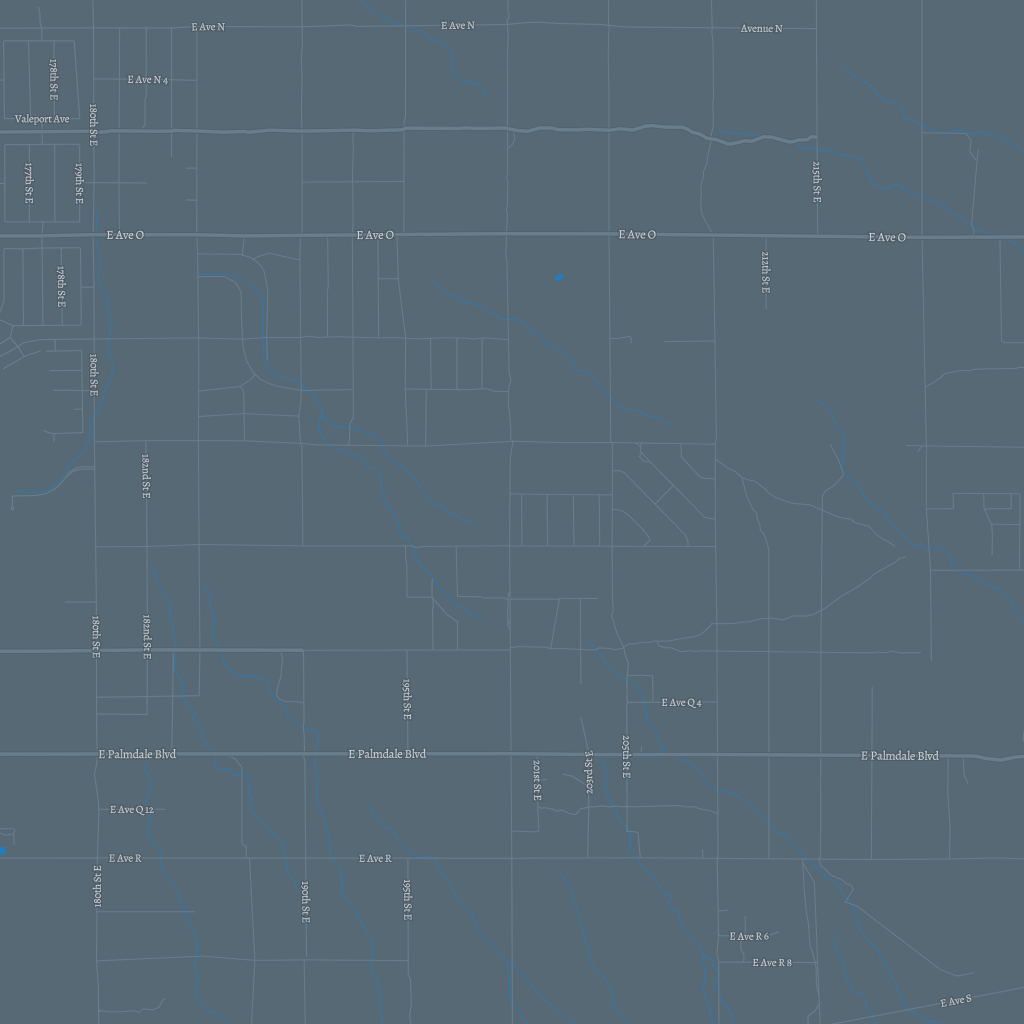 E Ave N
E Ave N
Avenue N
178th St E
E Ave N 4
Valeport Ave
180th St E
177th St E
179th St E
215th St E
E Ave O
E Ave O
E Ave O
E Ave O
178th St E
212th St E
180th St E
182nd St E
180th St E
182nd St E
195th St E
E Ave Q 4
E Palmdale Blvd
E Palmdale Blvd
205th St E
203rd St E
201st St E
E Palmdale Blvd
E Ave Q 12
E Ave R
E Ave R
180th St E
190th St E
195th St E
E Ave R 6
E Ave R 8
E Ave S